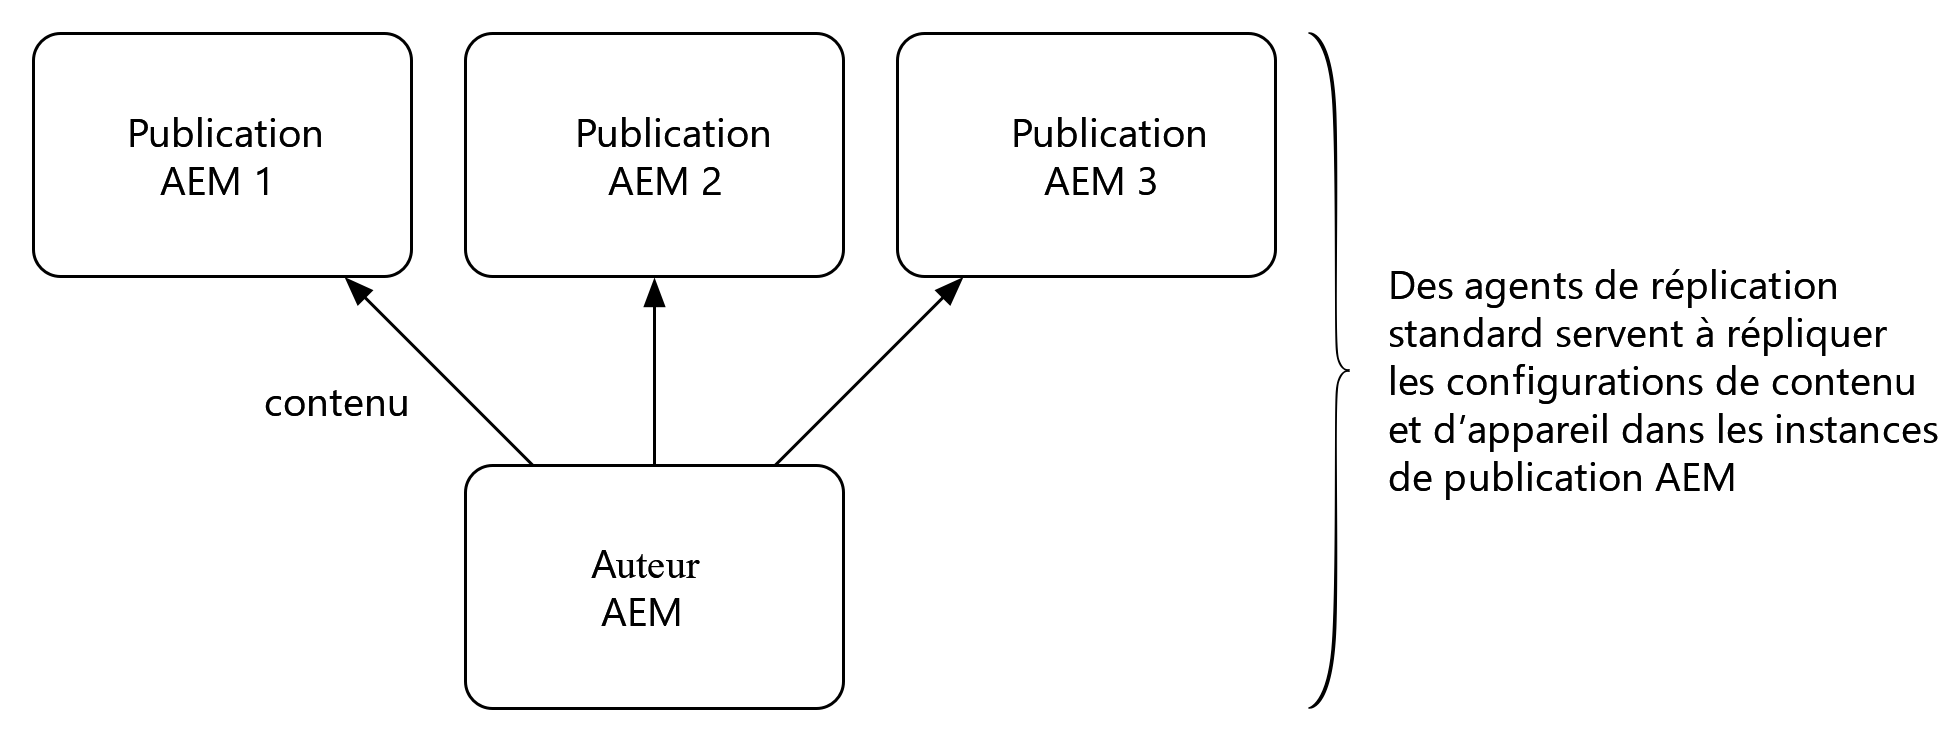 Publication
AEM 1
Publication
AEM 2
Publication
AEM 3
contenu
Auteur
AEM
Des agents de réplication
standard servent à répliquer
les configurations de contenu
et d’appareil dans les instances
de publication AEM